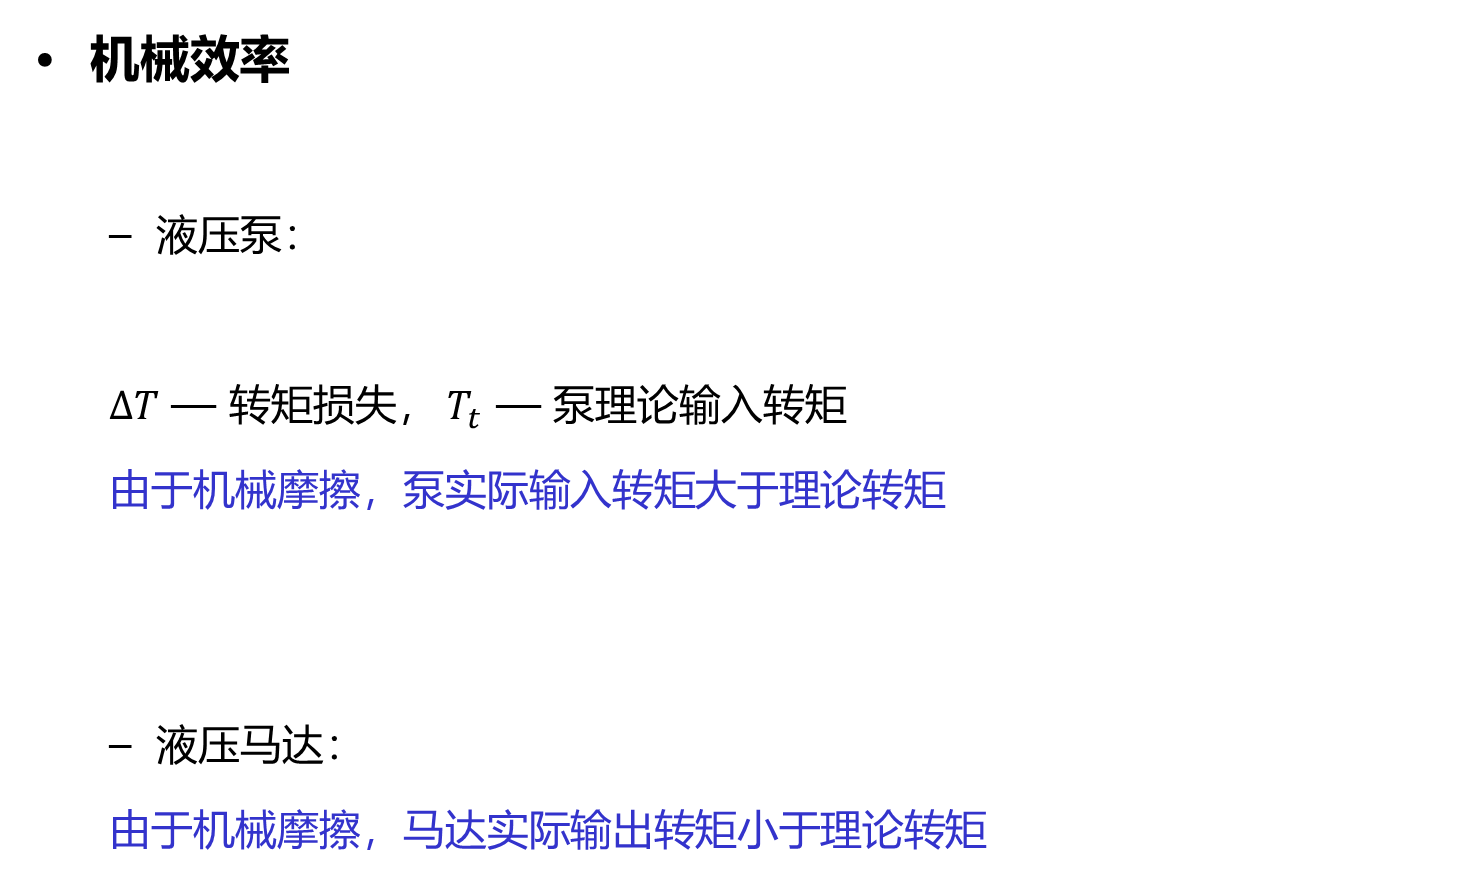 • 机械效率
– 液压泵：
ΔT — 转矩损失， Tt — 泵理论输入转矩
由于机械摩擦，泵实际输入转矩大于理论转矩
– 液压马达：
由于机械摩擦，马达实际输出转矩小于理论转矩